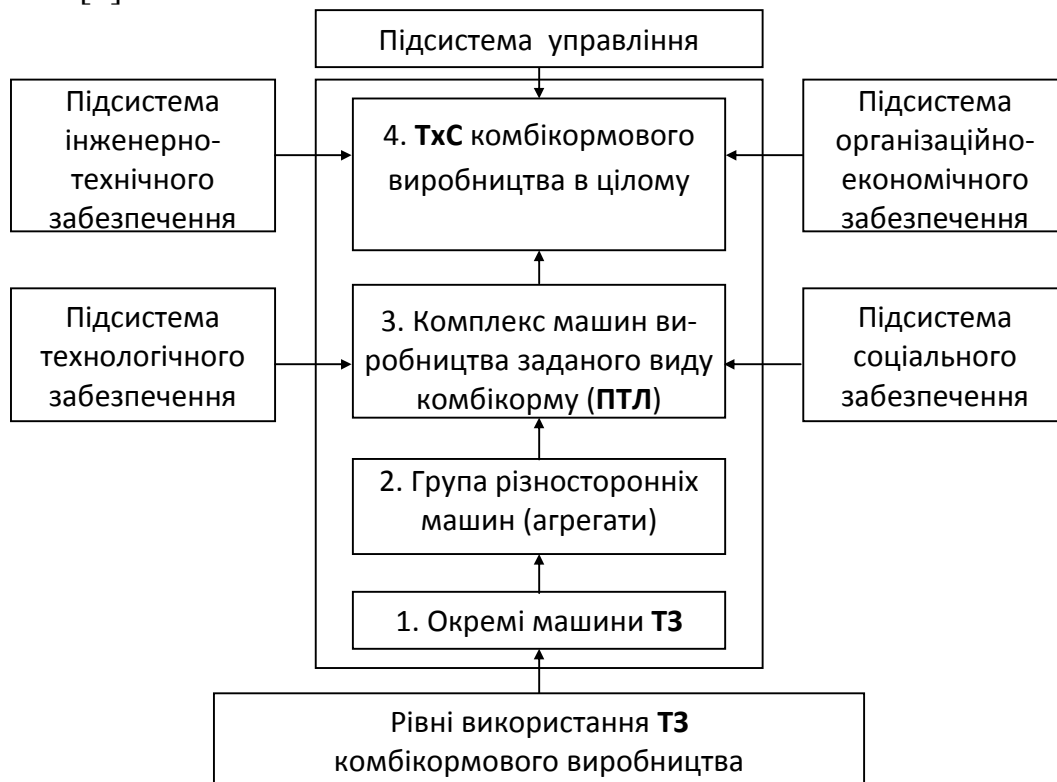 Підсистема управління
Підсистема
інженерно-
технічного
забезпечення
4. ТхС комбікормового
виробництва в цілому
Підсистема
організаційно-
економічного
забезпечення
Підсистема
технологічного
забезпечення
3. Комплекс машин ви-
робництва заданого виду
комбікорму (ПТЛ)
Підсистема
соціального
забезпечення
2. Група різносторонніх
машин (агрегати)
1. Окремі машини ТЗ
Рівні використання ТЗ
комбікормового виробництва